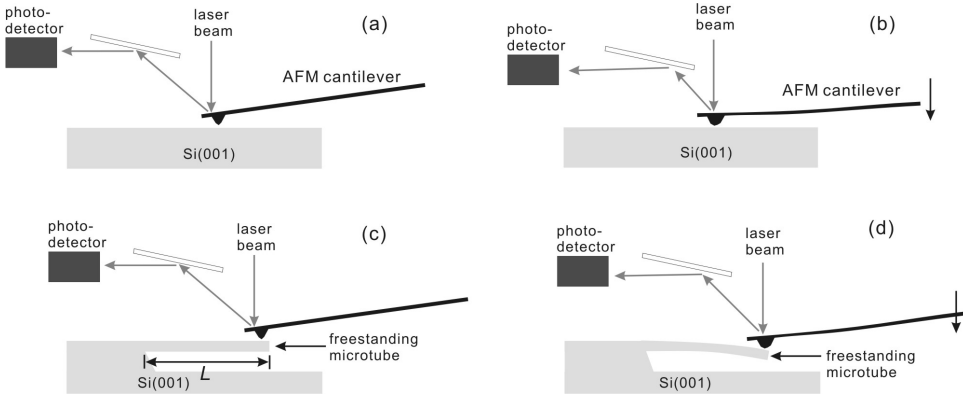 photo-
detector
laser
beam
(a)
AFM cantilever
Si(001)
photo-
detector
laser
beam
(b)
AFM cantilever
Si(001)
photo-
detector
laser
beam
(c)
freestanding
microtube
L
Si(001)
photo-
detector
laser
beam
(d)
freestanding
microtube
Si(001)